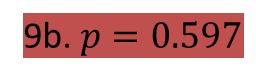 9b. p = 0.597